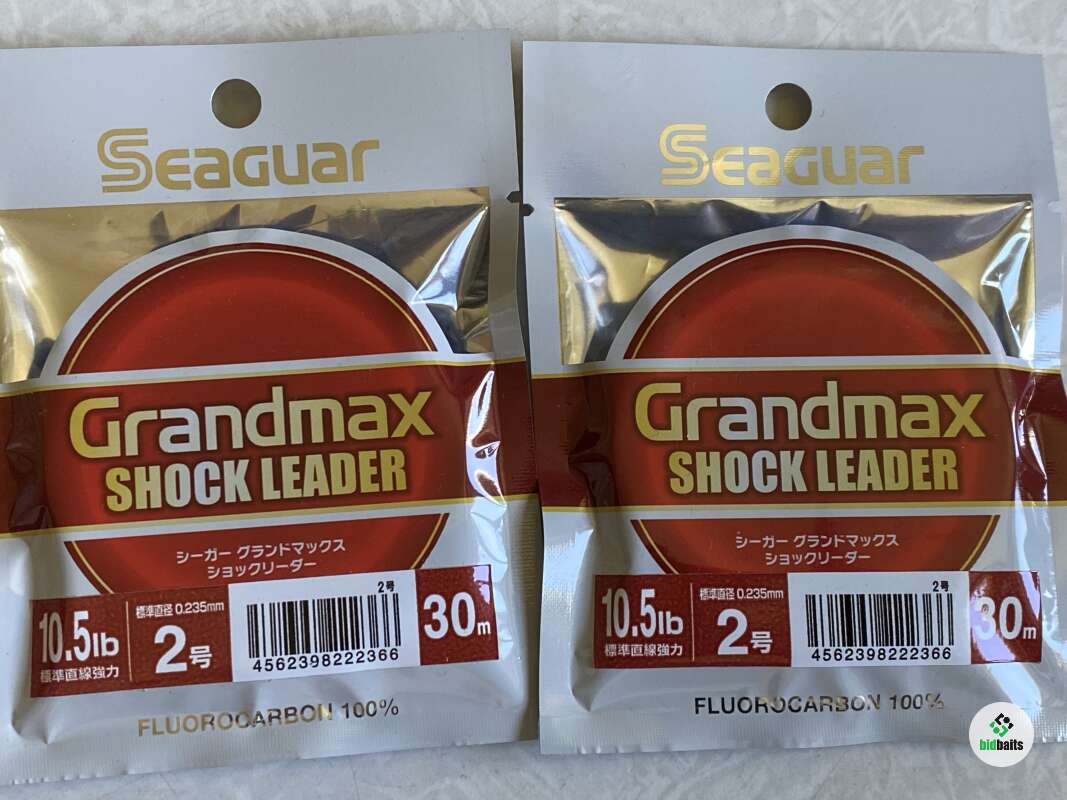 Seaguar
Grandmax
SHOCK LEADER
シーガー グランドマックス
ショックリーダー
10.5lb
標準直線強力
標準直径 0.235mm
2号
2号
4562398222366
30m
FLUOROCARBON 100%
Seaguar
Grandmax
SHOCK LEADER
シーガー グランドマックス
ショックリーダー
10.5lb
標準直線強力
標準直径 0.235mm
2号
2号
4562398222366
30m
FLUOROCARBON 100%
bidbaits